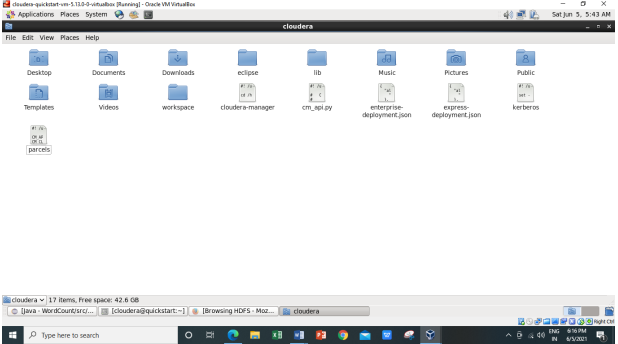 cloudera-quickstart-vm-5.13.0-0-virtualbox [Running] - Oracle VM VirtualBox
Applications Places System
Sat Jun 5, 5:43 AM
cloudera
File Edit View Places Help
Desktop
Documents
Downloads
eclipse
lib
Music
Pictures
Public
Templates
Videos
workspace
cloudera-manager
cm_api.py
enterprise-
deployment.json
express-
deployment.json
kerberos
parcels
cloudera
17 items, Free space: 42.6 GB
[Java - WordCount/src/...
[cloudera@quickstart:~]
[Browsing HDFS - Moz...
cloudera
Right Ctrl
Type here to search
ENG
IN
6:16 PM
6/5/2021